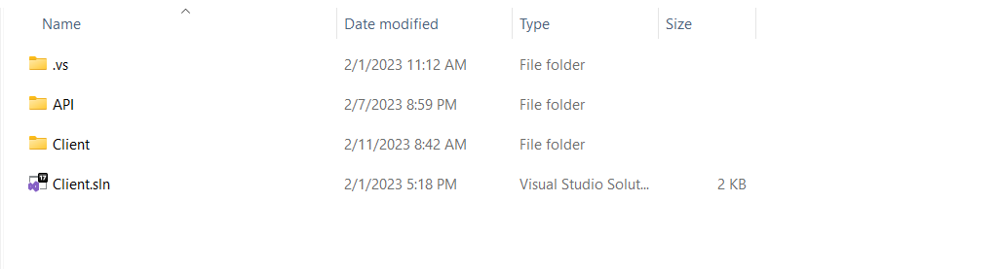 Name Date modified Type Size
.vs 2/1/2023 11:12 AM File folder
API 2/7/2023 8:59 PM File folder
Client 2/11/2023 8:42 AM File folder
17
Client.sln 2/1/2023 5:18 PM Visual Studio Solut... 2 KB